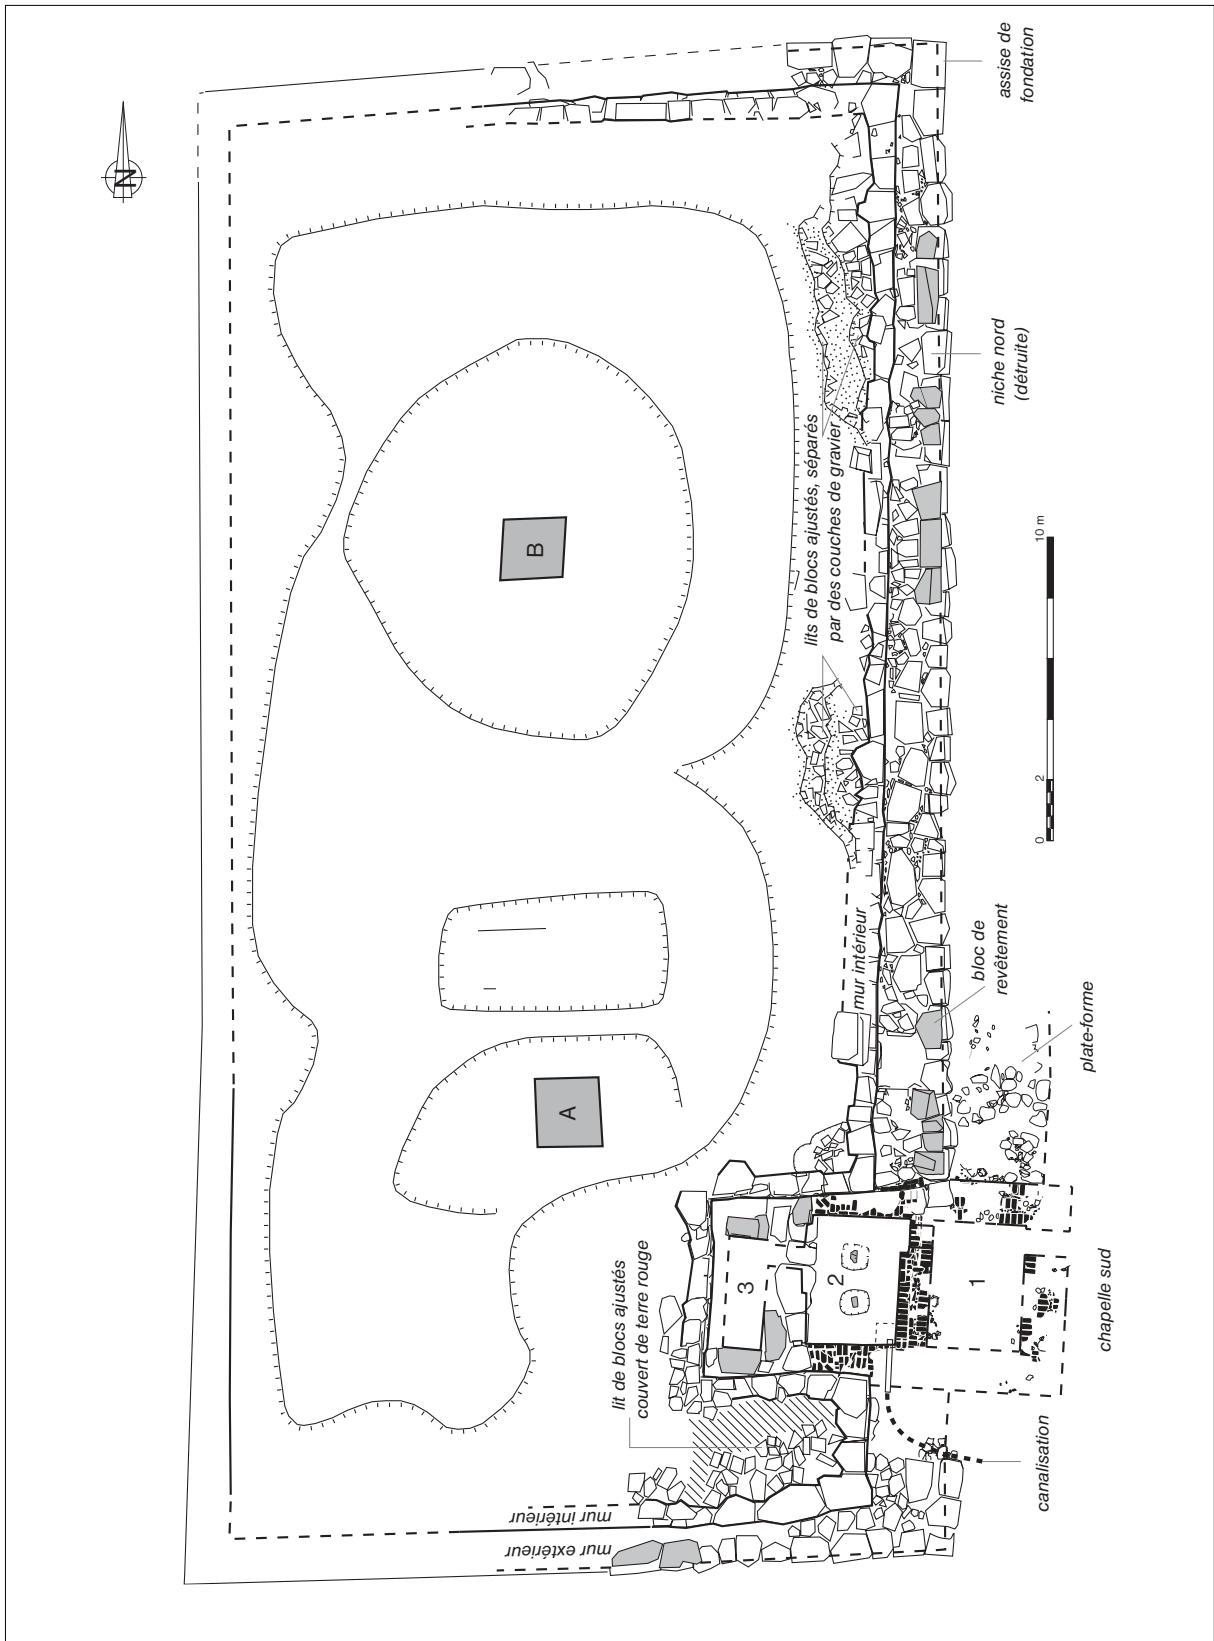 assise de
fondation
N
niche nord
(détruite)
lits de blocs ajustés, séparés
par des couches de gravier
B
10 m
2
0
mur intérieur
bloc de
revêtement
plate-forme
A
lit de blocs ajustés
couvert de terre rouge
3
2
1
chapelle sud
canalisation
mur intérieur
mur extérieur